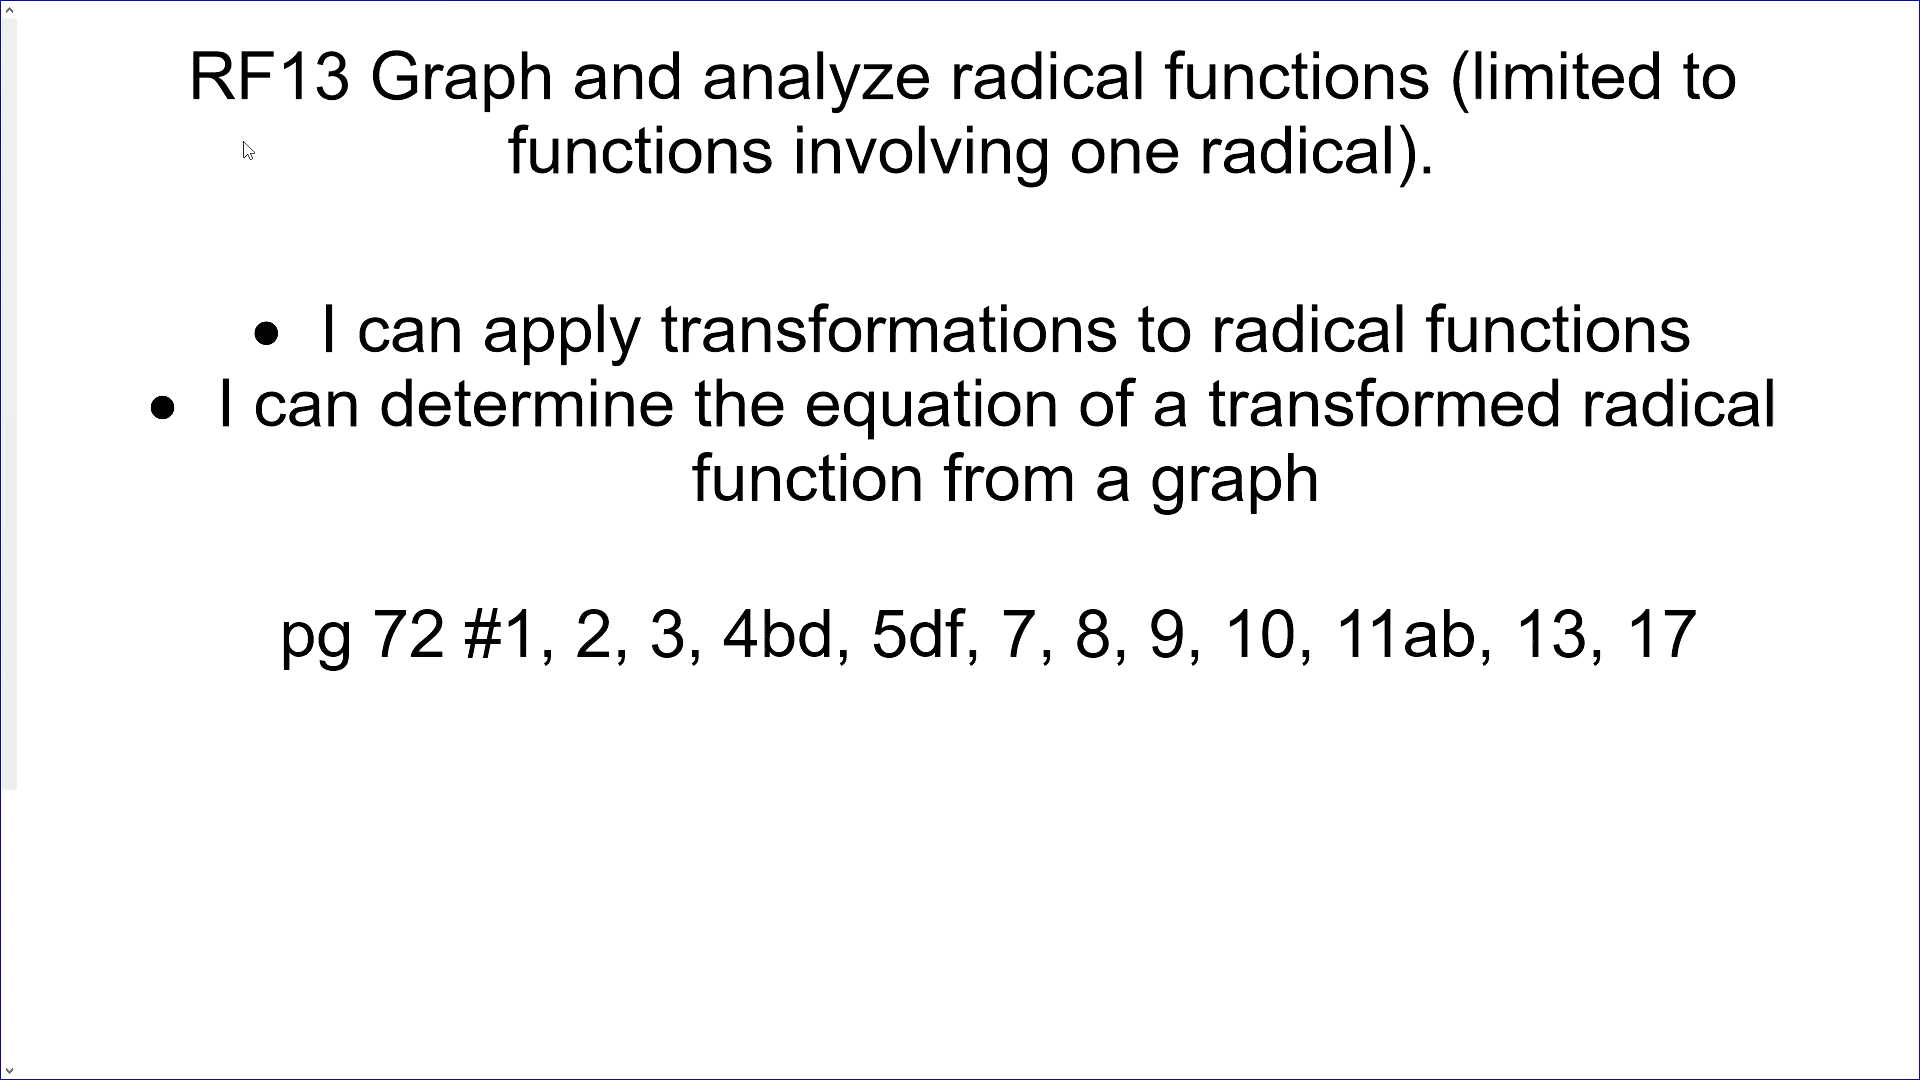 RF13 Graph and analyze radical functions (limited to
functions involving one radical).
• I can apply transformations to radical functions
• I can determine the equation of a transformed radical
function from a graph
pg 72 #1, 2, 3, 4bd, 5df, 7, 8, 9, 10, 11ab, 13, 17